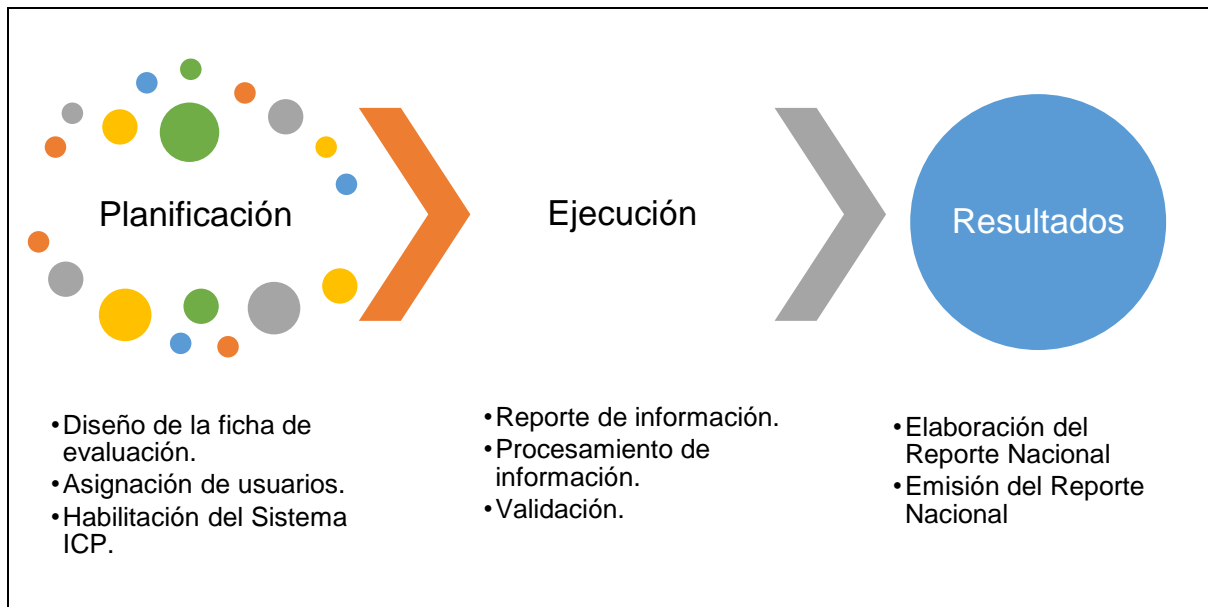 Planificación
Ejecución
Resultados
•Diseño de la ficha de
evaluación.
•Asignación de usuarios.
•Habilitación del Sistema
ICP.
•Reporte de información.
•Procesamiento de
información.
•Validación.
•Elaboración del
Reporte Nacional
•Emisión del Reporte
Nacional